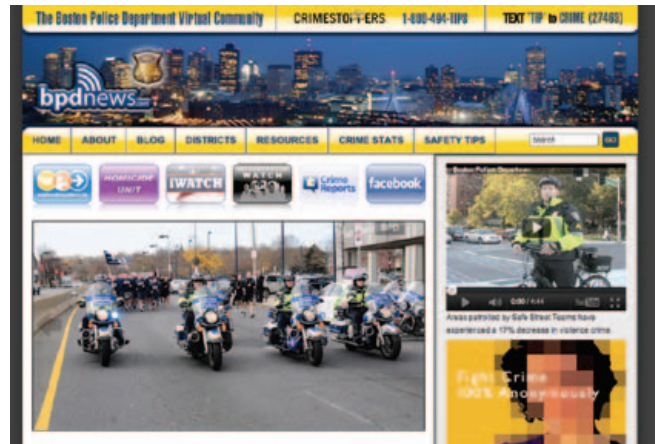 The Boston Police Department Virtual Community
CRIMESTOPPERS 1-800-494-TIPS
TEXT "TIP" to CRIME (27463)
bpdnews
HOME ABOUT BLOG DISTRICTS RESOURCES CRIME STATS SAFETY TIPS Search GO
HOMICIDE
UNIT
iWATCH
WATCH
Crime
Reports
facebook
Boston Police Department
0:00 / 4:44
Areas patrolled by Safe Street Teams have
experienced a 17% decrease in violence crime
Fight Crime
100% Anonymously